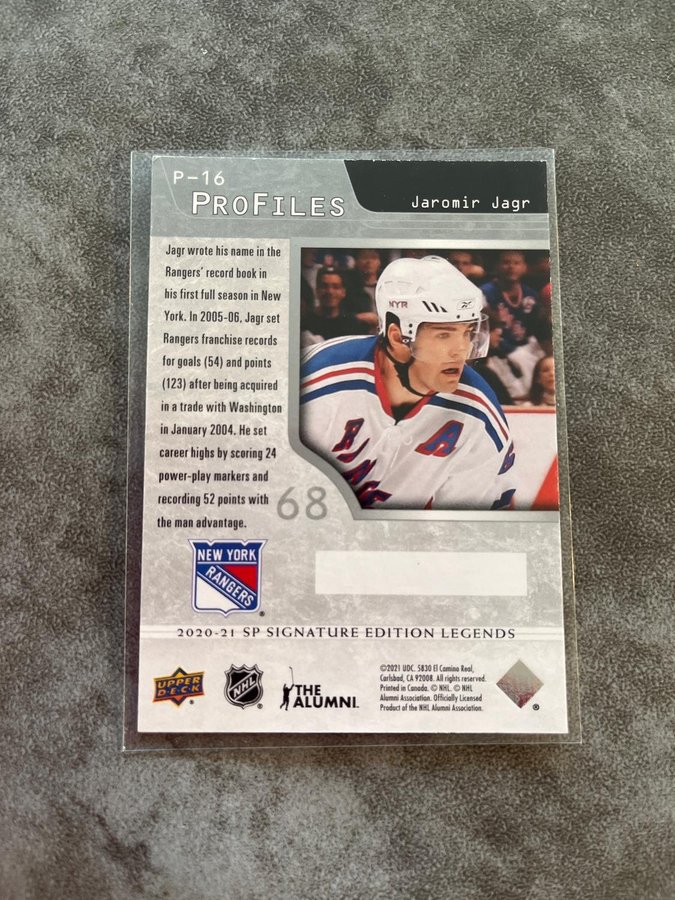 P-16
PROFILES
Jaromir Jagr
Jagr wrote his name in the
Rangers' record book in
his first full season in New
York. In 2005-06, Jagr set
Rangers franchise records
for goals (54) and points
(123) after being acquired
in a trade with Washington
in January 2004. He set
career highs by scoring 24
power-play markers and
recording 52 points with
the man advantage.
NYR
A
68
NEW YORK
RANGERS
®
2020-21 SP SIGNATURE EDITION LEGENDS
UPPER
DECK
®
NHL
®
THE
ALUMNI
©2021 UDC. 5830 El Camino Real,
Carlsbad, CA 92008. All rights reserved.
Printed in Canada. © NHL. © NHL
Alumni Association. Officially Licensed
Product of the NHL Alumni Association.
®